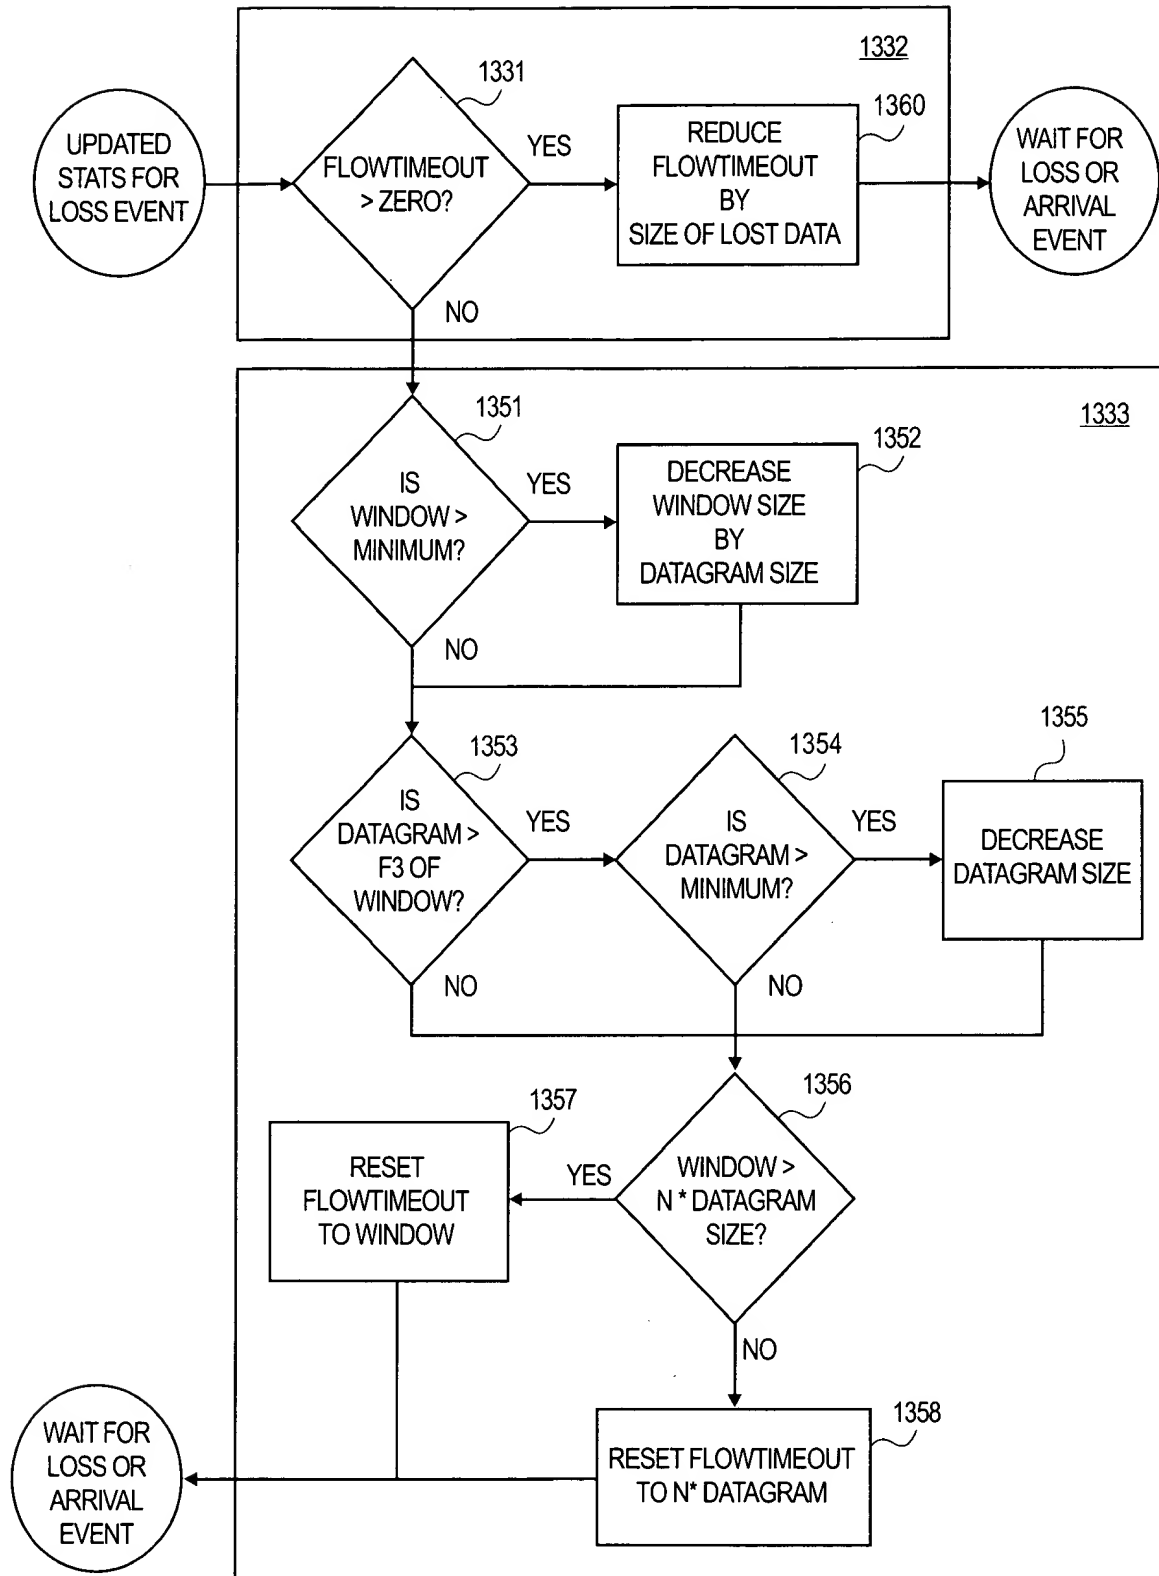 1332
1331
1360
UPDATED
STATS FOR
LOSS EVENT
FLOWTIMEOUT
> ZERO?
YES
REDUCE
FLOWTIMEOUT
BY
SIZE OF LOST DATA
WAIT FOR
LOSS OR
ARRIVAL
EVENT
NO
1333
1351
1352
IS
WINDOW >
MINIMUM?
YES
DECREASE
WINDOW SIZE
BY
DATAGRAM SIZE
NO
1353
1354
1355
IS
DATAGRAM >
F3 OF
WINDOW?
YES
IS
DATAGRAM >
MINIMUM?
YES
DECREASE
DATAGRAM SIZE
NO
NO
1356
1357
WINDOW >
N * DATAGRAM
SIZE?
YES
RESET
FLOWTIMEOUT
TO WINDOW
NO
1358
RESET FLOWTIMEOUT
TO N* DATAGRAM
WAIT FOR
LOSS OR
ARRIVAL
EVENT